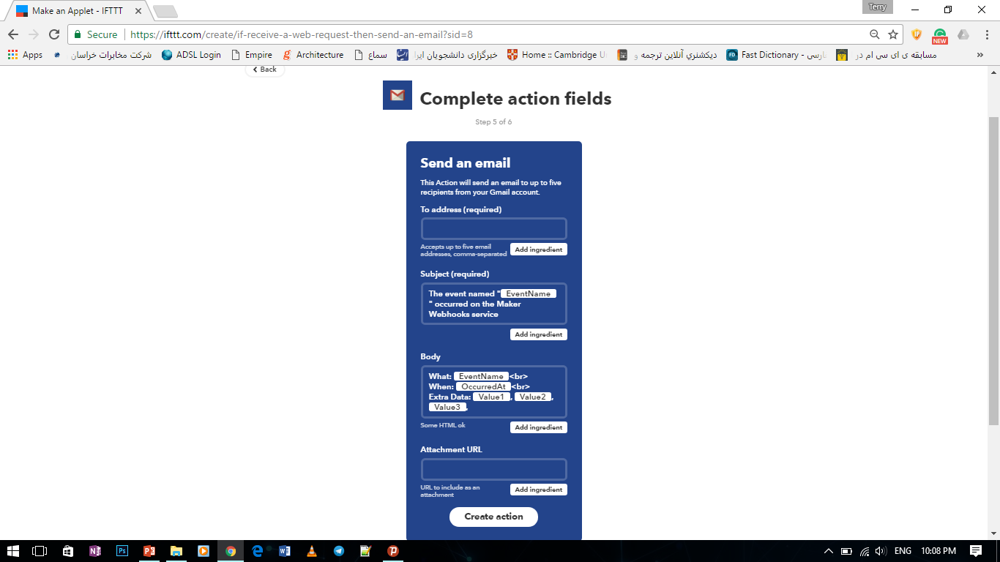 Make an Applet - IFTTT
Terry
Secure https://ifttt.com/create/if-receive-a-web-request-then-send-an-email?sid=8
NEW
Apps شرکت مخابرات خراسان ADSL Login Empire Architecture سماع خبرگزاری دانشجویان Home :: Cambridge دیکشنری آنلاین ترجمه و Fast Dictionary - مسابقه ی ای سی ام در »
Back
Complete action fields
Step 5 of 6
Send an email
This Action will send an email to up to five
recipients from your Gmail account.
To address (required)
Accepts up to five email
addresses, comma-separated
Add ingredient
Subject (required)
The event named " EventName
" occurred on the Maker
Webhooks service
Add ingredient
Body
What: EventName <br>
When: OccurredAt <br>
Extra Data: Value1 , Value2 ,
Value3 ,
Some HTML ok
Add ingredient
Attachment URL
URL to include as an
attachment
Add ingredient
Create action
ENG 10:08 PM